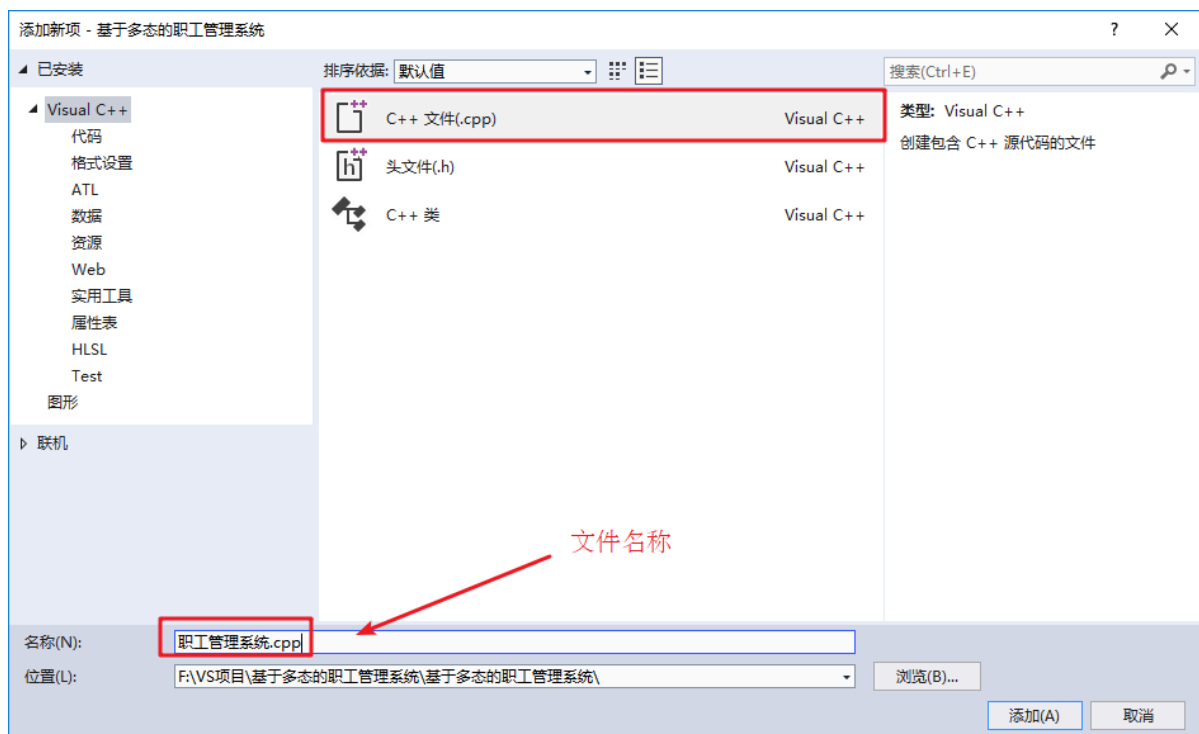 添加新项 - 基于多态的职工管理系统
?
已安装
排序依据: 默认值
搜索(Ctrl+E)
Visual C++
代码
格式设置
ATL
数据
资源
Web
实用工具
属性表
HLSL
Test
图形
联机
C++ 文件(.cpp) Visual C++
头文件(.h) Visual C++
C++ 类 Visual C++
类型: Visual C++
创建包含 C++ 源代码的文件
文件名称
名称(N): 职工管理系统.cpp
位置(L): F:\VS项目\基于多态的职工管理系统\基于多态的职工管理系统\ 浏览(B)...
添加(A) 取消